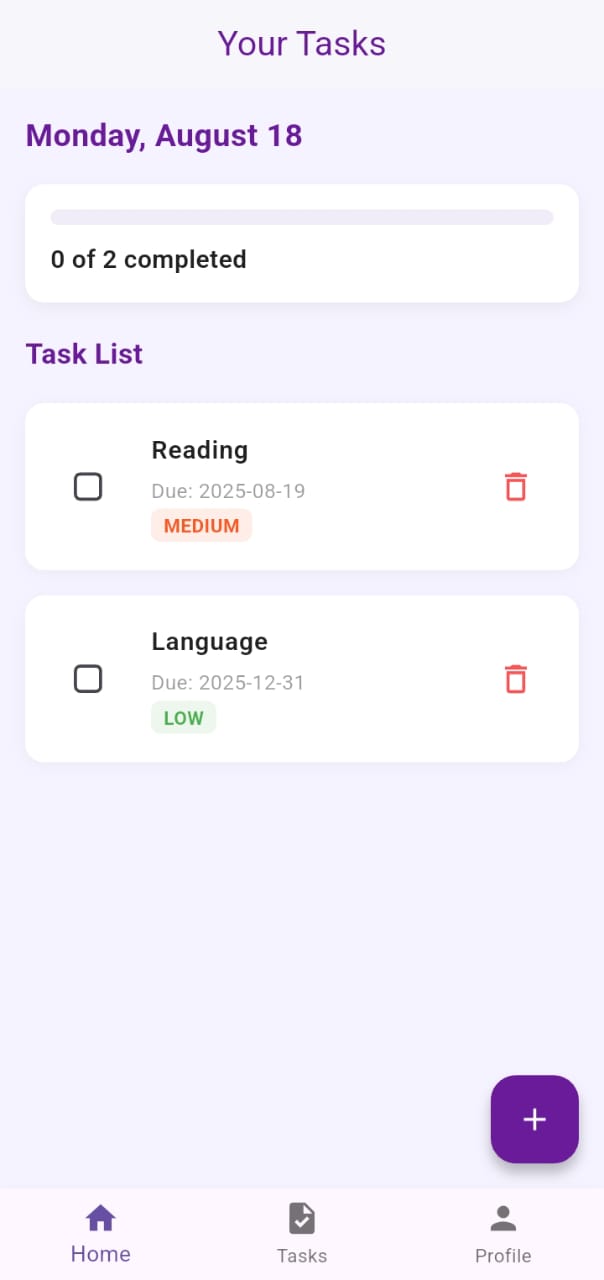 Your Tasks
Monday, August 18
0 of 2 completed
Task List
Reading
Due: 2025-08-19
MEDIUM
Language
Due: 2025-12-31
LOW
+
Home
Tasks
Profile